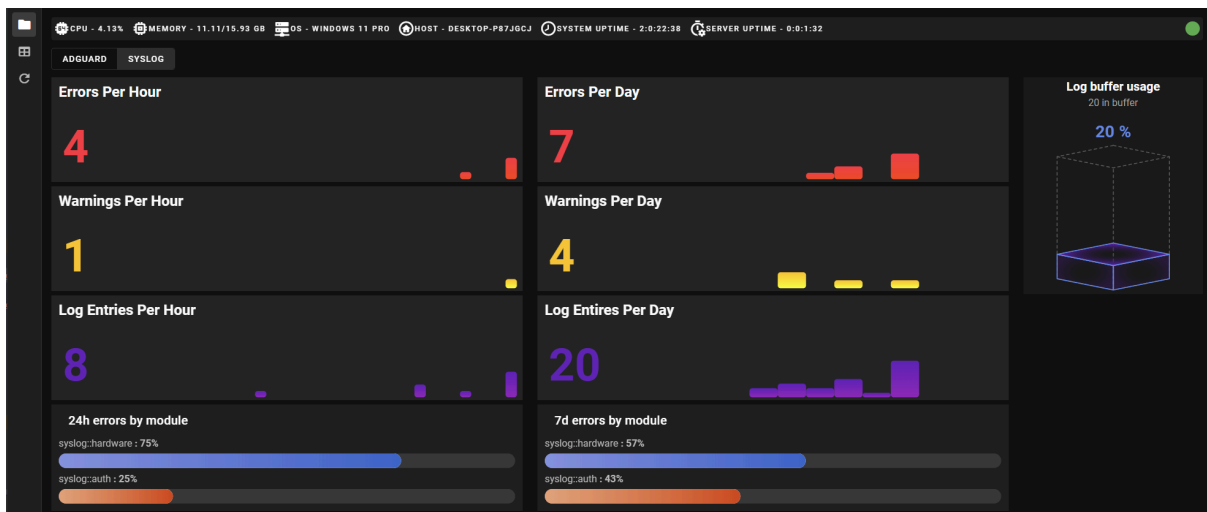 CPU - 4.13% MEMORY - 11.11/15.93 GB OS - WINDOWS 11 PRO HOST - DESKTOP-P87JGCJ SYSTEM UPTIME - 2:0:22:38 SERVER UPTIME - 0:0:1:32
ADGUARD SYSLOG
Errors Per Hour
4
Errors Per Day
7
Log buffer usage
20 in buffer
20 %
Warnings Per Hour
1
Warnings Per Day
4
Log Entries Per Hour
8
Log Entires Per Day
20
24h errors by module
syslog::hardware : 75%
syslog::auth : 25%
7d errors by module
syslog::hardware : 57%
syslog::auth : 43%